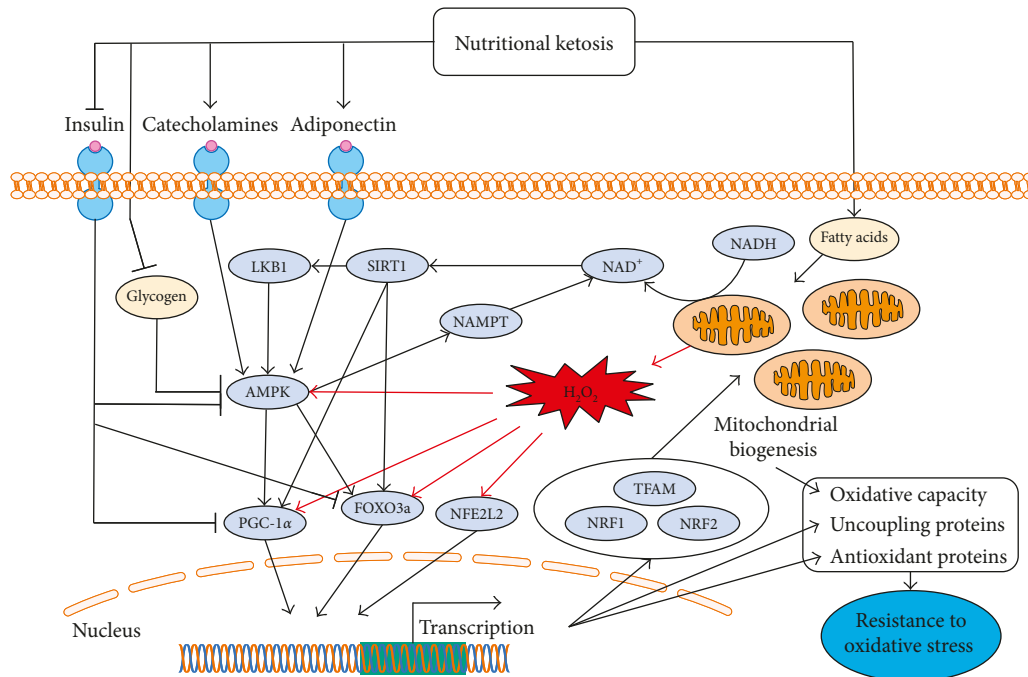 Nutritional ketosis
Insulin
Catecholamines
Adiponectin
NADH
Fatty acids
LKB1
SIRT1
NAD⁺
Glycogen
NAMPT
AMPK
H₂O₂
Mitochondrial
biogenesis
TFAM
NRF1
NRF2
PGC-1α
FOXO3a
NFE2L2
Oxidative capacity
Uncoupling proteins
Antioxidant proteins
Nucleus
Transcription
Resistance to
oxidative stress